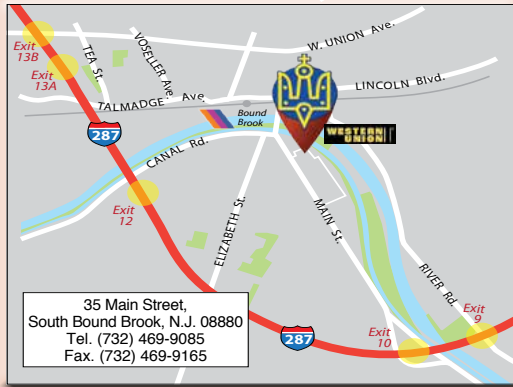 Exit
13B
Exit
13A
TEA St.
VOSELLER Ave.
W. UNION Ave.
LINCOLN Blvd.
TALMADGE Ave.
Bound
Brook
WESTERN
UNION
287
CANAL Rd.
Exit
12
ELIZABETH St.
MAIN St.
RIVER Rd.
Exit
9
Exit
10
287
35 Main Street,
South Bound Brook, N.J. 08880
Tel. (732) 469-9085
Fax. (732) 469-9165